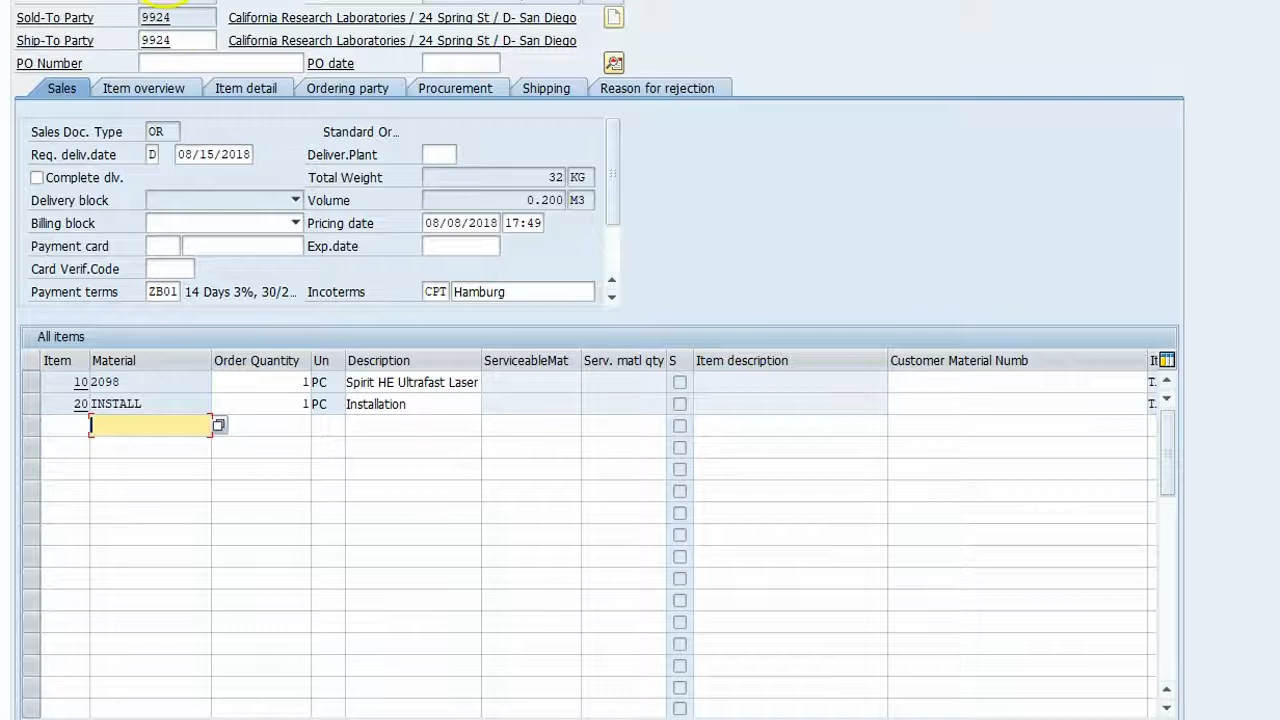 Sold-To Party 9924 California Research Laboratories / 24 Spring St / D- San Diego
Ship-To Party 9924 California Research Laboratories / 24 Spring St / D- San Diego
PO Number PO date
Sales Item overview Item detail Ordering party Procurement Shipping Reason for rejection
Sales Doc. Type OR Standard Or...
Req. deliv.date D 08/15/2018 Deliver.Plant
Complete dlv. Total Weight 32 KG
Delivery block Volume 0.200 M3
Billing block Pricing date 08/08/2018 17:49
Payment card Exp.date
Card Verif.Code
Payment terms ZB01 14 Days 3%, 30/2... Incoterms CPT Hamburg
All items
Item Material Order Quantity Un Description ServiceableMat Serv. matl qty S Item description Customer Material Numb It
10 2098 1 PC Spirit HE Ultrafast Laser T.
20 INSTALL 1 PC Installation T.